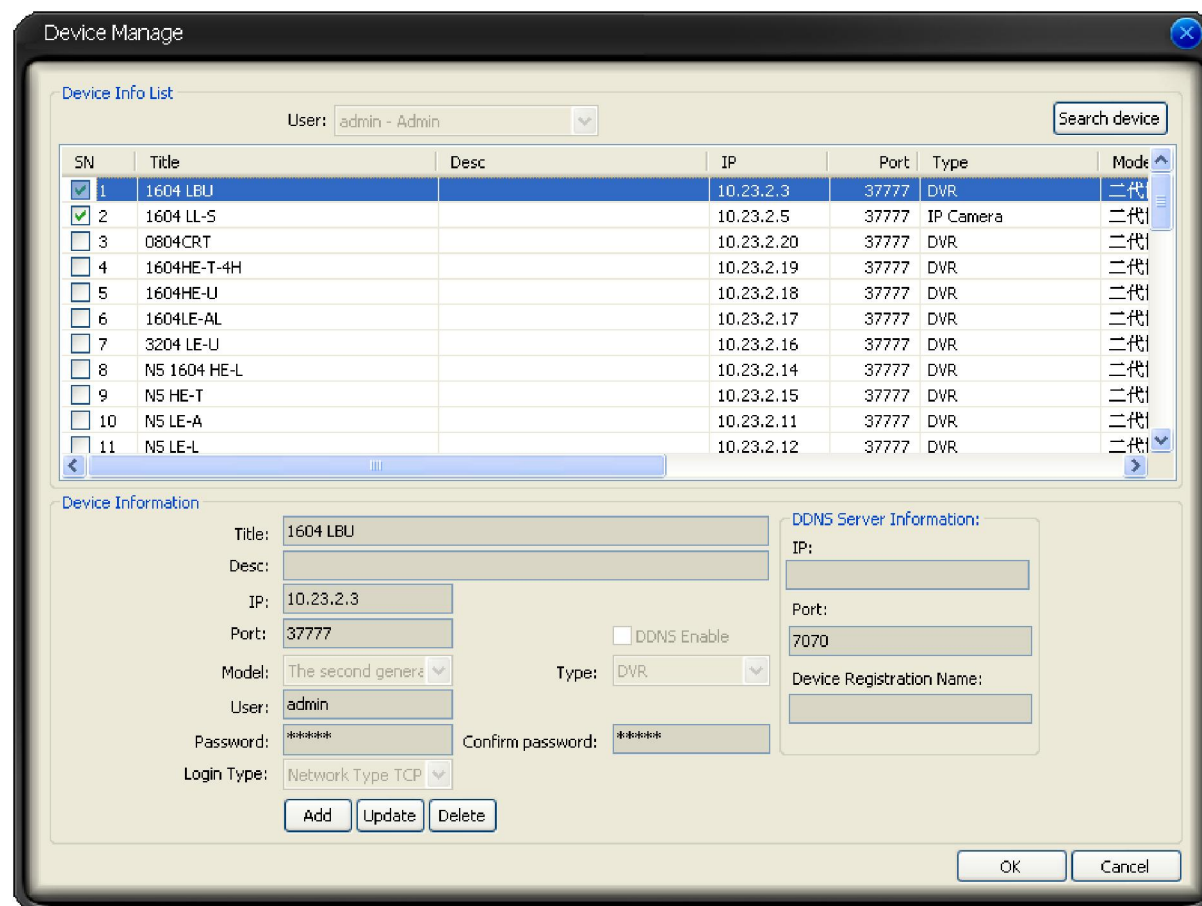 Device Manage
Device Info List
User: admin - Admin
Search device
SN Title Desc IP Port Type Mode
1 1604 LBU 10.23.2.3 37777 DVR 二代
2 1604 LL-S 10.23.2.5 37777 IP Camera 二代
3 0804CRT 10.23.2.20 37777 DVR 二代
4 1604HE-T-4H 10.23.2.19 37777 DVR 二代
5 1604HE-U 10.23.2.18 37777 DVR 二代
6 1604LE-AL 10.23.2.17 37777 DVR 二代
7 3204 LE-U 10.23.2.16 37777 DVR 二代
8 N5 1604 HE-L 10.23.2.14 37777 DVR 二代
9 N5 HE-T 10.23.2.15 37777 DVR 二代
10 N5 LE-A 10.23.2.11 37777 DVR 二代
11 N5 LE-L 10.23.2.12 37777 DVR 二代
Device Information
Title: 1604 LBU
Desc:
IP: 10.23.2.3
Port: 37777
DDNS Enable
Model: The second genera
Type: DVR
User: admin
Password: *****
Confirm password: *****
Login Type: Network Type TCP
Add Update Delete
DDNS Server Information:
IP:
Port:
7070
Device Registration Name:
OK Cancel